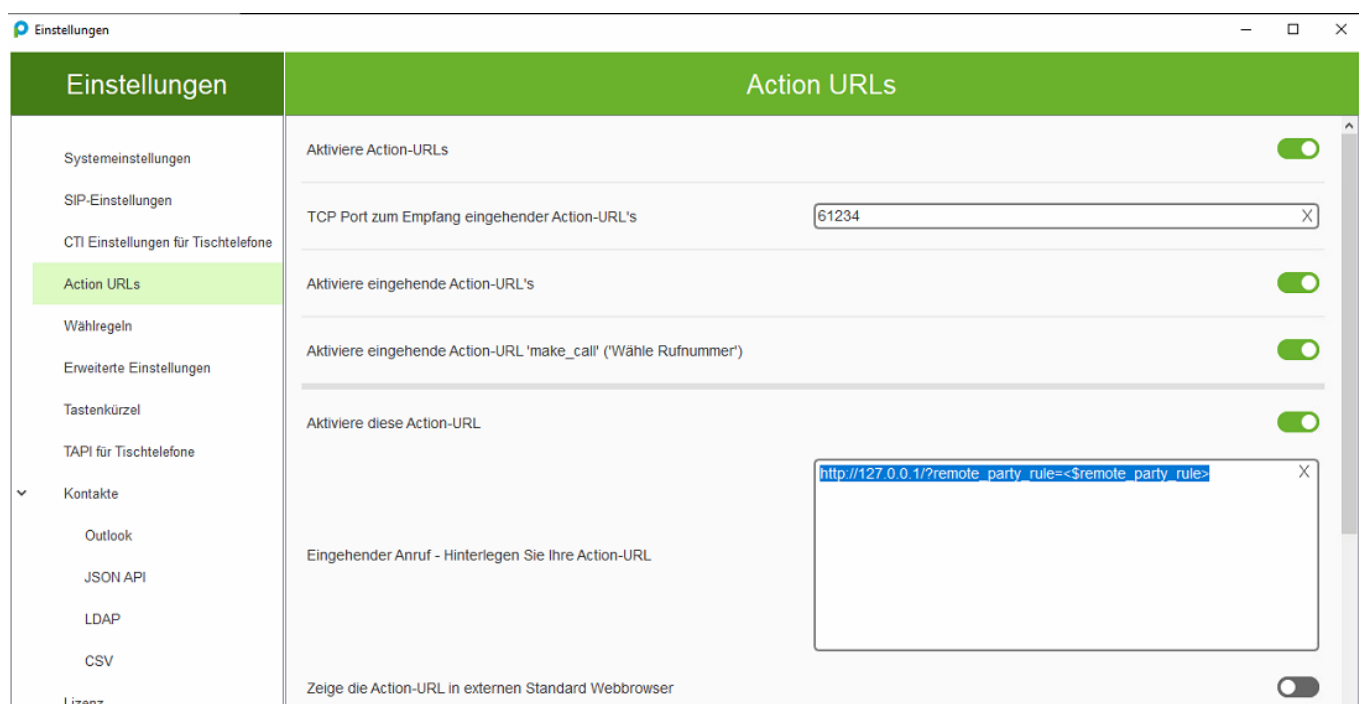 Einstellungen
Einstellungen
Action URLs
Systemeinstellungen
SIP-Einstellungen
CTI Einstellungen für Tischtelefone
Action URLs
Wählregeln
Erweiterte Einstellungen
Tastenkürzel
TAPI für Tischtelefone
Kontakte
Outlook
JSON API
LDAP
CSV
Lizenz
Aktiviere Action-URLs
TCP Port zum Empfang eingehender Action-URL's
61234 X
Aktiviere eingehende Action-URL's
Aktiviere eingehende Action-URL 'make_call' ('Wähle Rufnummer')
Aktiviere diese Action-URL
http://127.0.0.1/?remote_party_rule=<$remote_party_rule> X
Eingehender Anruf - Hinterlegen Sie Ihre Action-URL
Zeige die Action-URL in externen Standard Webbrowser